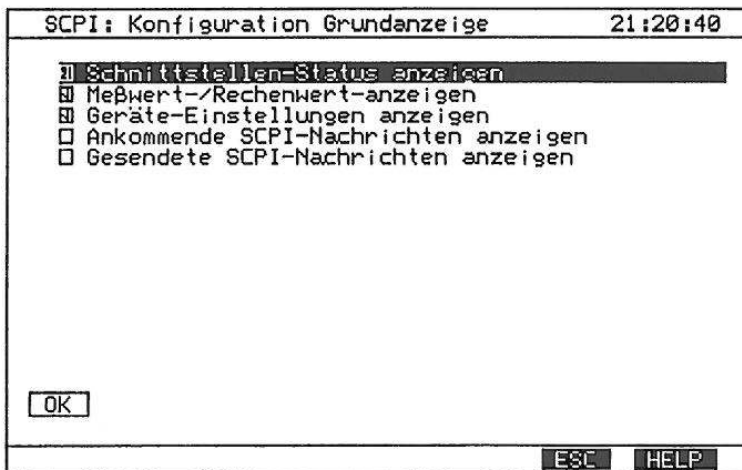 SCPI: Konfiguration Grundanzeige 21:20:40
Schnittstellen-Status anzeigen
Meβwert-/Rechenwert-anzeigen
Geräte-Einstellungen anzeigen
Ankommende SCPI-Nachrichten anzeigen
Gesendete SCPI-Nachrichten anzeigen
OK
ESC HELP